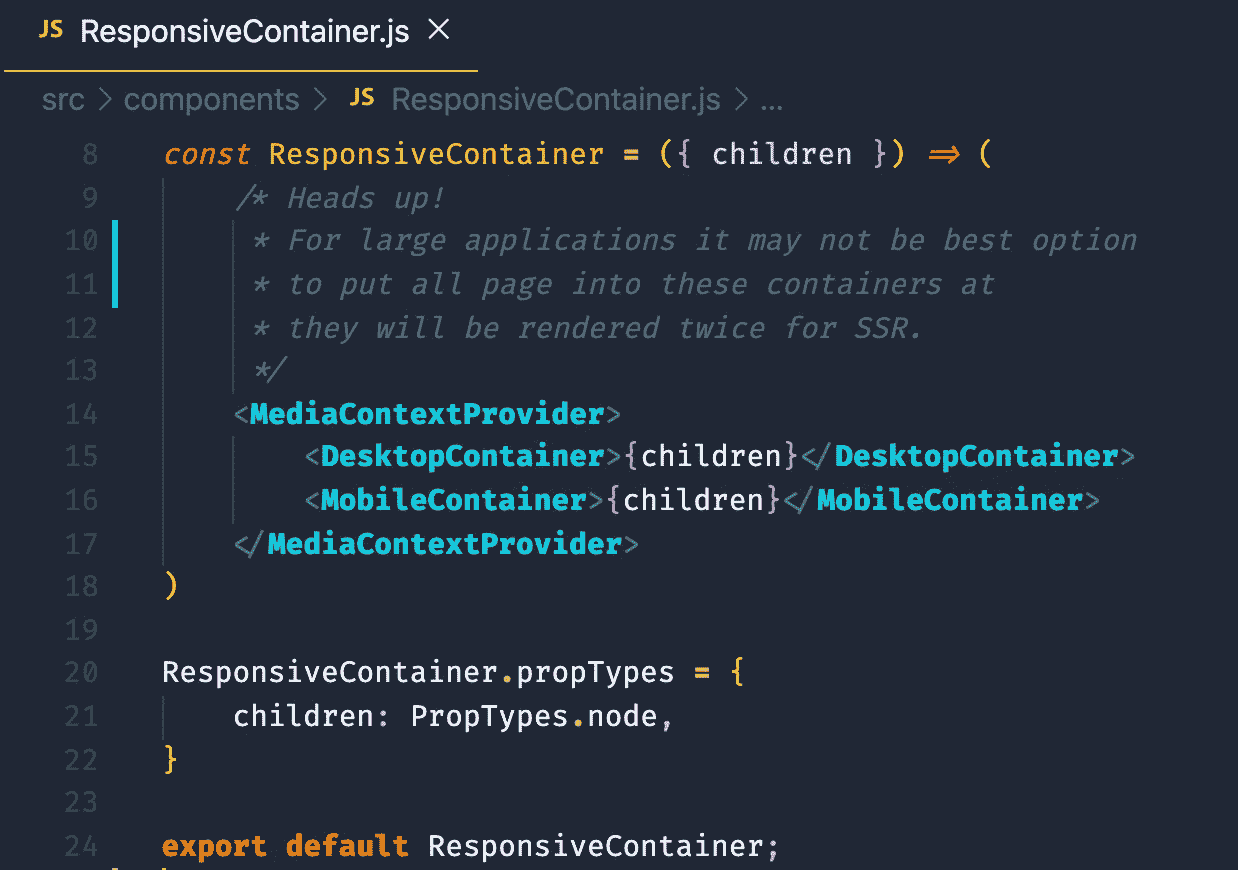 JS ResponsiveContainer.js ×
src > components > JS ResponsiveContainer.js > ...
8 const ResponsiveContainer = ({ children }) => (
9 /* Heads up!
10 * For large applications it may not be best option
11 * to put all page into these containers at
12 * they will be rendered twice for SSR.
13 */
14 <MediaContextProvider>
15 <DesktopContainer>{children}</DesktopContainer>
16 <MobileContainer>{children}</MobileContainer>
17 </MediaContextProvider>
18 )
19
20 ResponsiveContainer.propTypes = {
21 children: PropTypes.node,
22 }
23
24 export default ResponsiveContainer;